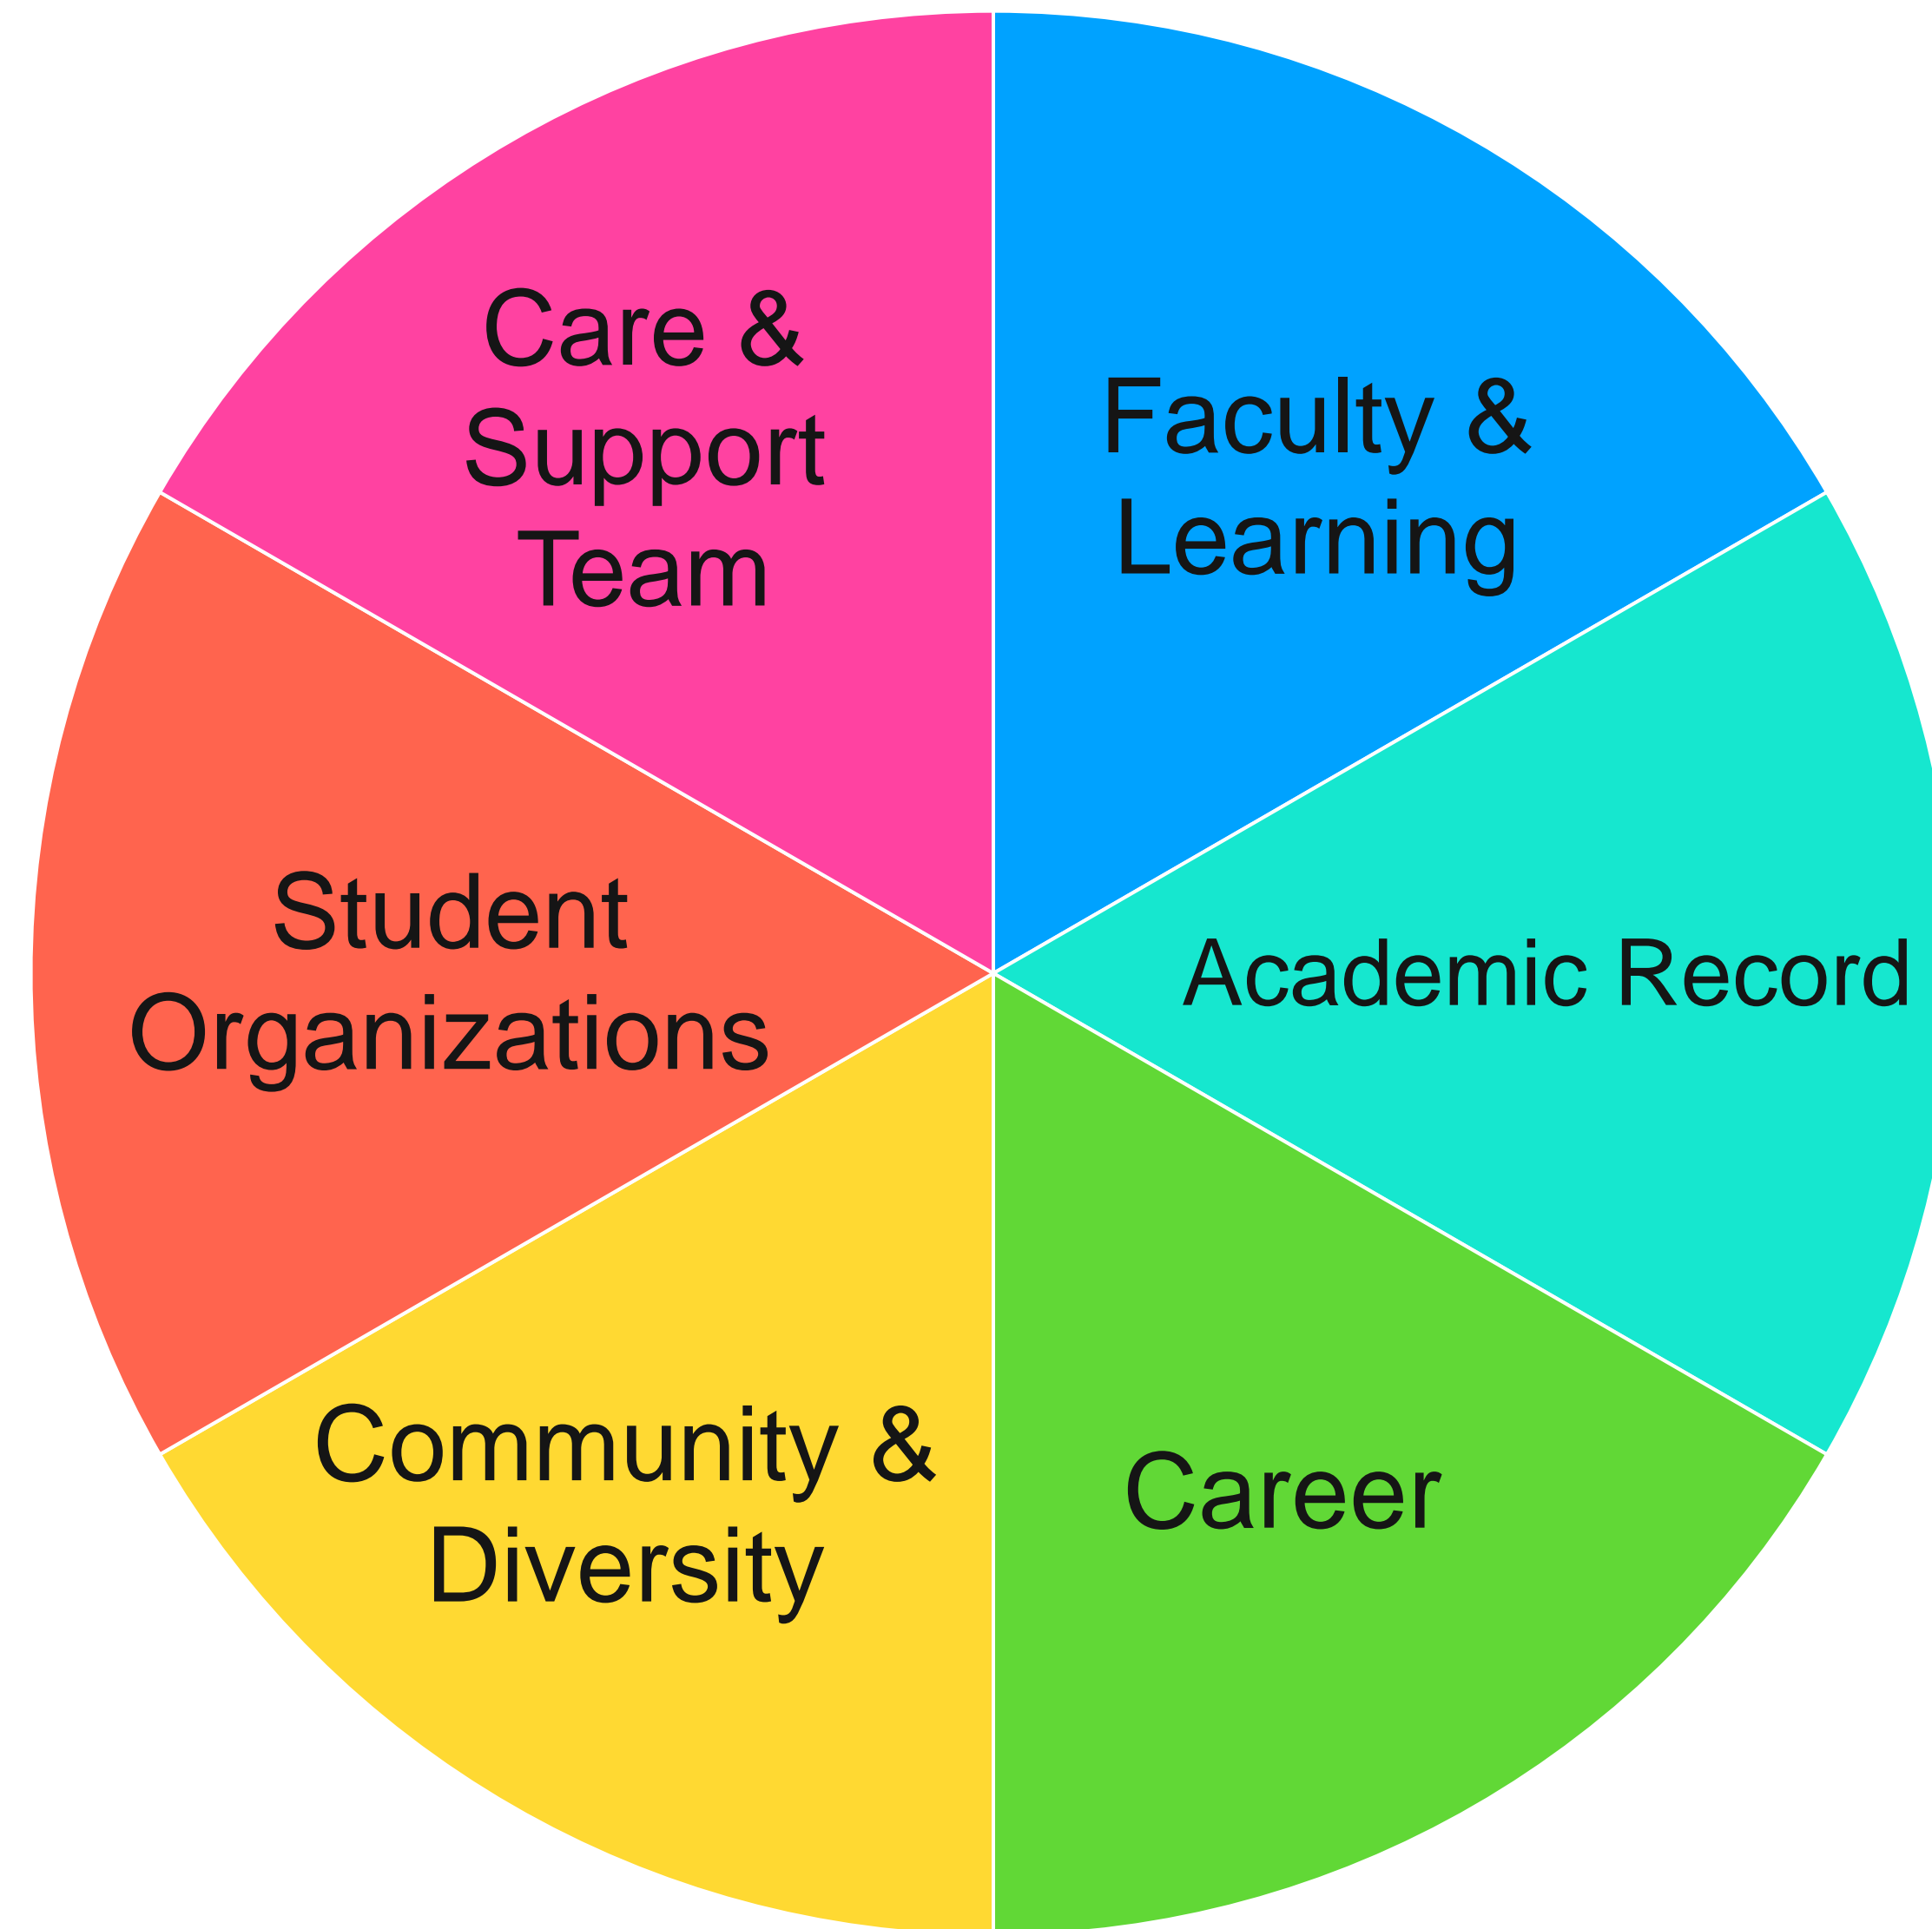 Care &
Support
Team
Faculty &
Learning
Student
Organizations
Academic Record
Community &
Diversity
Career